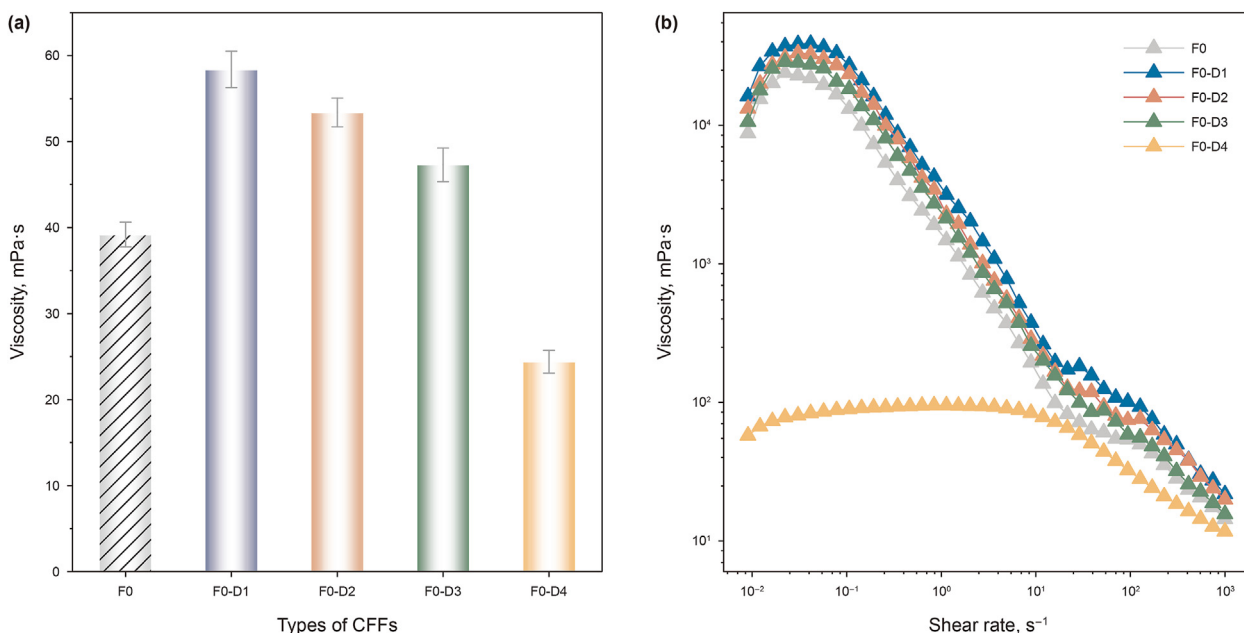 (a)
60
50
40
30
20
10
0
Viscosity, mPa·s
F0
F0-D1
F0-D2
F0-D3
F0-D4
Types of CFFs
(b)
F0
F0-D1
F0-D2
F0-D3
F0-D4
10⁴
10³
10²
10¹
Viscosity, mPa·s
10⁻²
10⁻¹
10⁰
10¹
10²
10³
Shear rate, s⁻¹